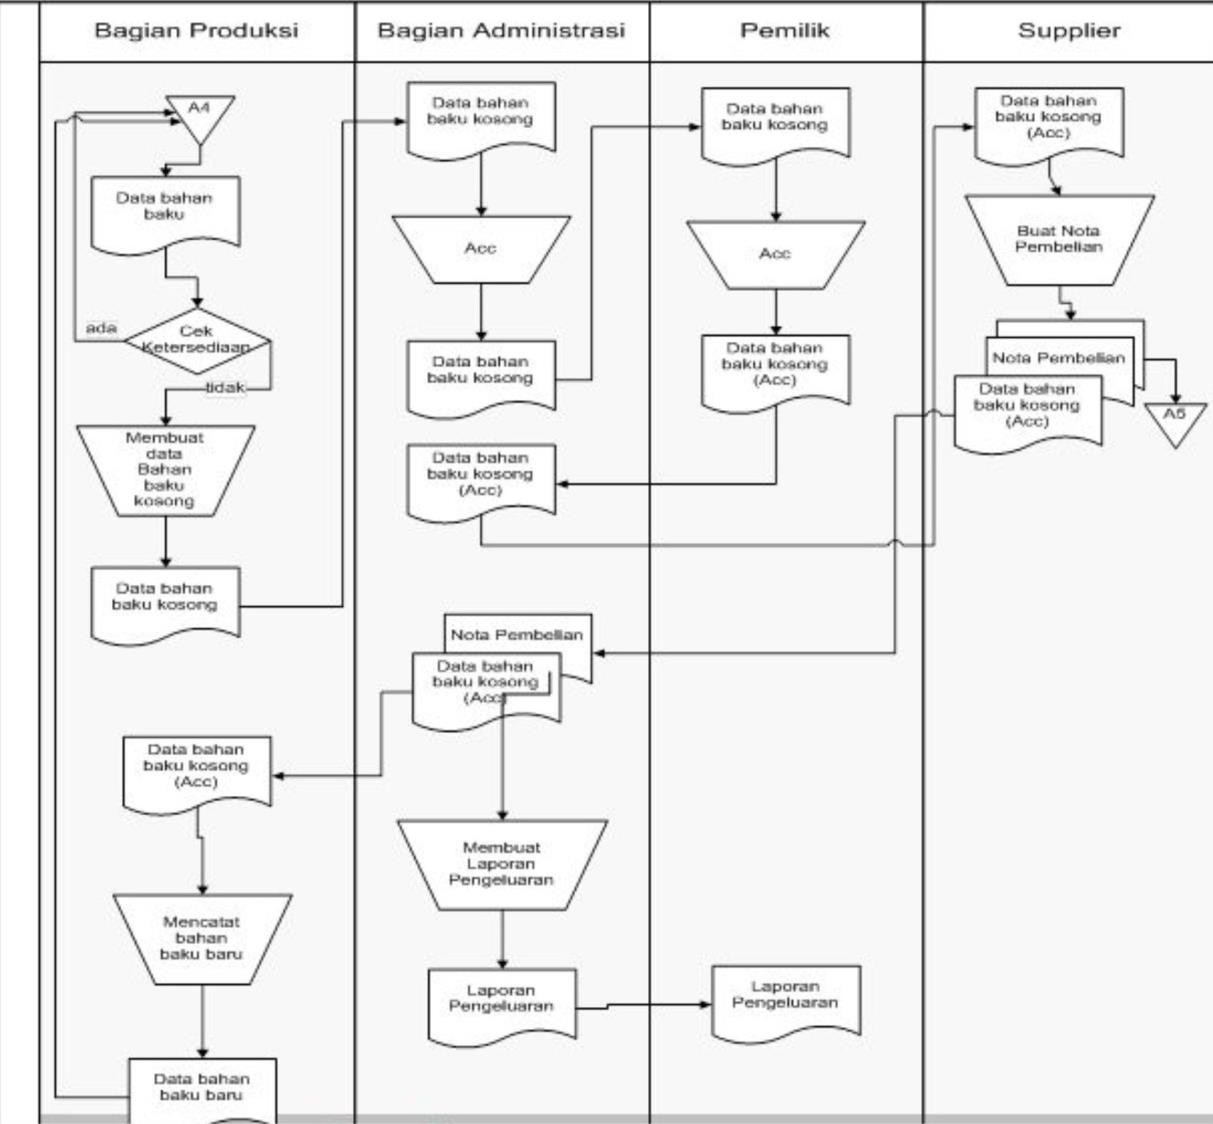 Bagian Produksi
Bagian Administrasi
Pemilik
Supplier
A4
Data bahan
baku
Cek
Ketersediaan
ada
tidak
Membuat
data
Bahan
baku
kosong
Data bahan
baku kosong
Data bahan
baku kosong
(Acc)
Mencatat
bahan
baku baru
Data bahan
baku baru
Data bahan
baku kosong
Acc
Data bahan
baku kosong
Data bahan
baku kosong
(Acc)
Nota Pembelian
Data bahan
baku kosong
(Acc)
Membuat
Laporan
Pengeluaran
Laporan
Pengeluaran
Data bahan
baku kosong
Acc
Data bahan
baku kosong
(Acc)
Laporan
Pengeluaran
Data bahan
baku kosong
(Acc)
Buat Nota
Pembelian
Nota Pembelian
Data bahan
baku kosong
(Acc)
A5